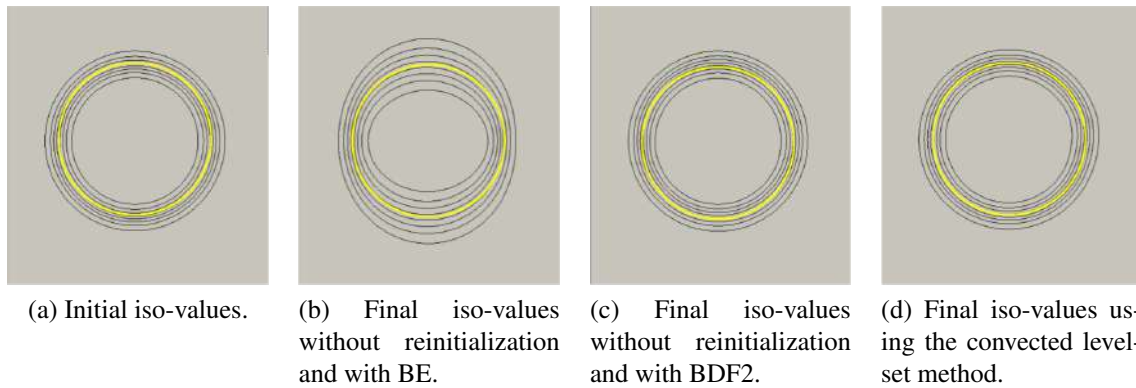 (a) Initial iso-values.
(b) Final iso-values
without reinitialization
and with BE.
(c) Final iso-values
without reinitialization
and with BDF2.
(d) Final iso-values us-
ing the convected level-
set method.